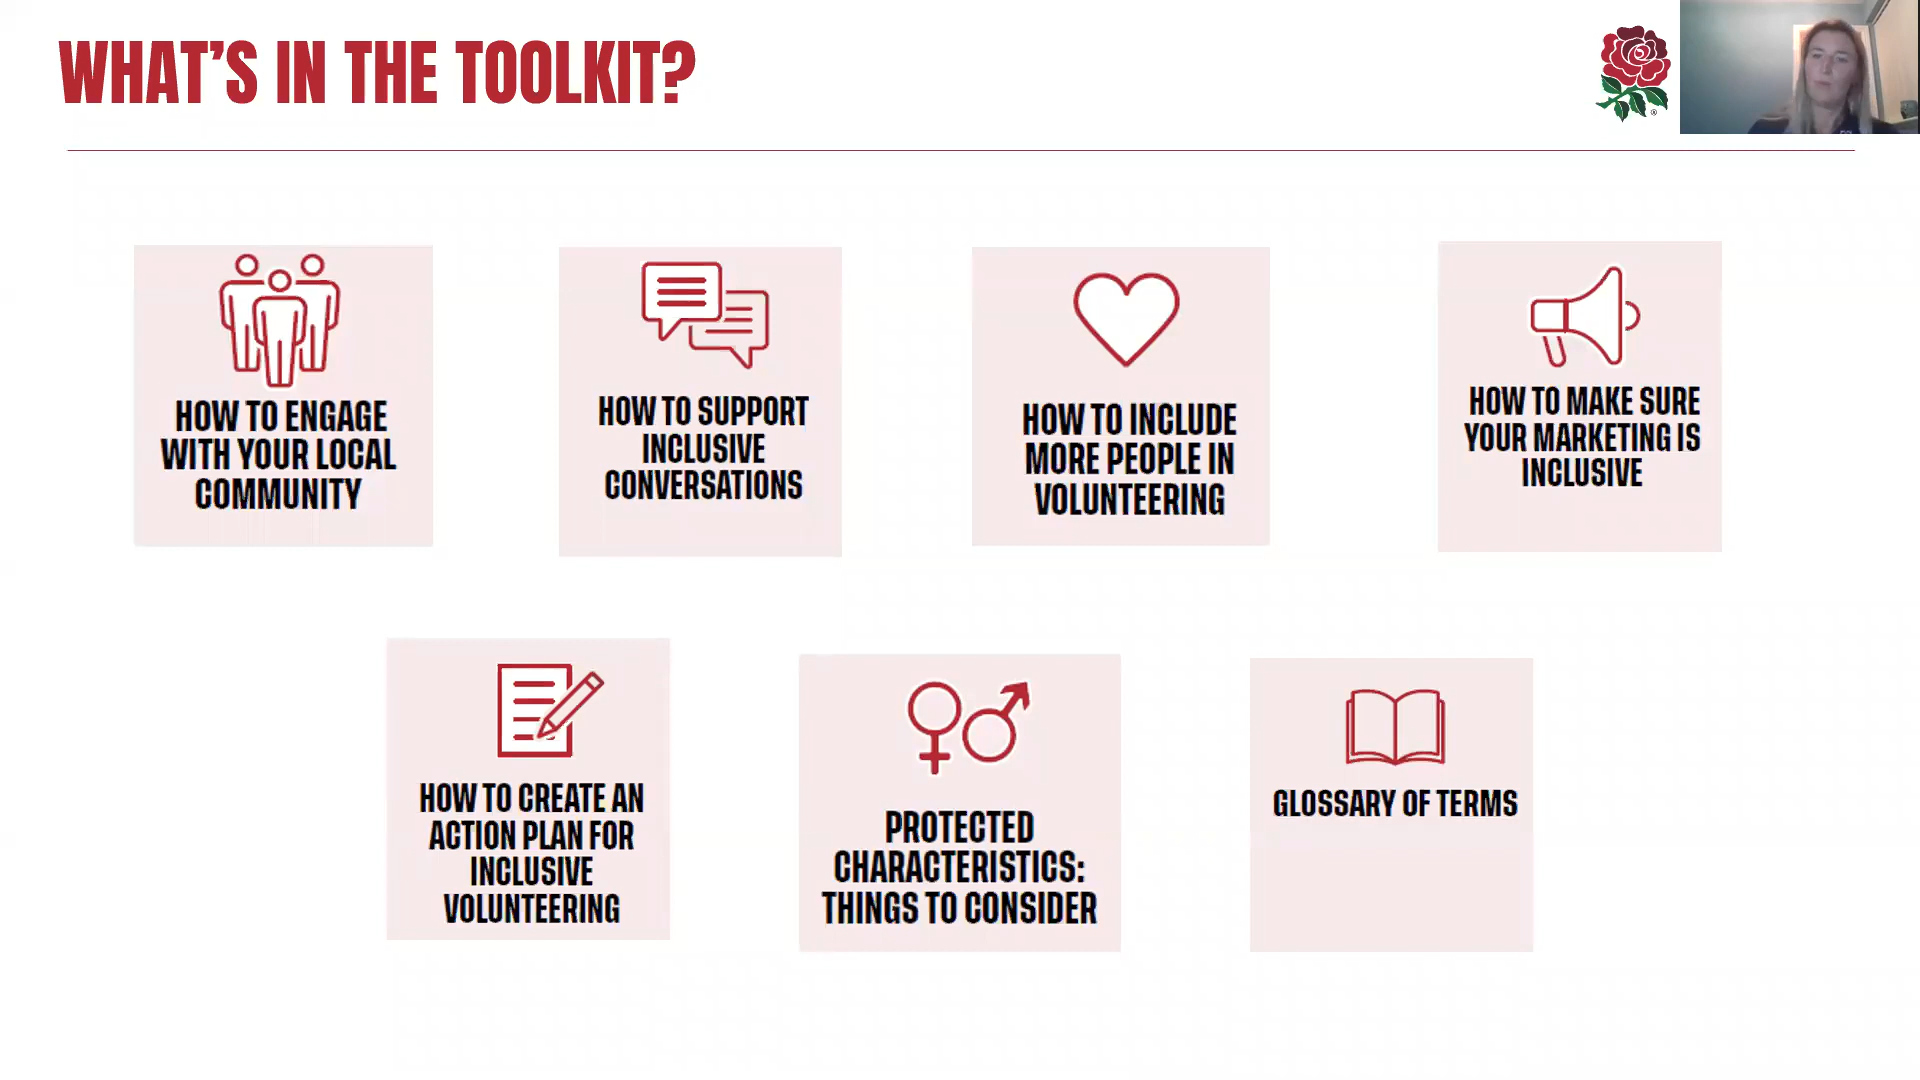 WHAT'S IN THE TOOLKIT?
HOW TO ENGAGE
WITH YOUR LOCAL
COMMUNITY
HOW TO SUPPORT
INCLUSIVE
CONVERSATIONS
HOW TO INCLUDE
MORE PEOPLE IN
VOLUNTEERING
HOW TO MAKE SURE
YOUR MARKETING IS
INCLUSIVE
HOW TO CREATE AN
ACTION PLAN FOR
INCLUSIVE
VOLUNTEERING
PROTECTED
CHARACTERISTICS:
THINGS TO CONSIDER
GLOSSARY OF TERMS